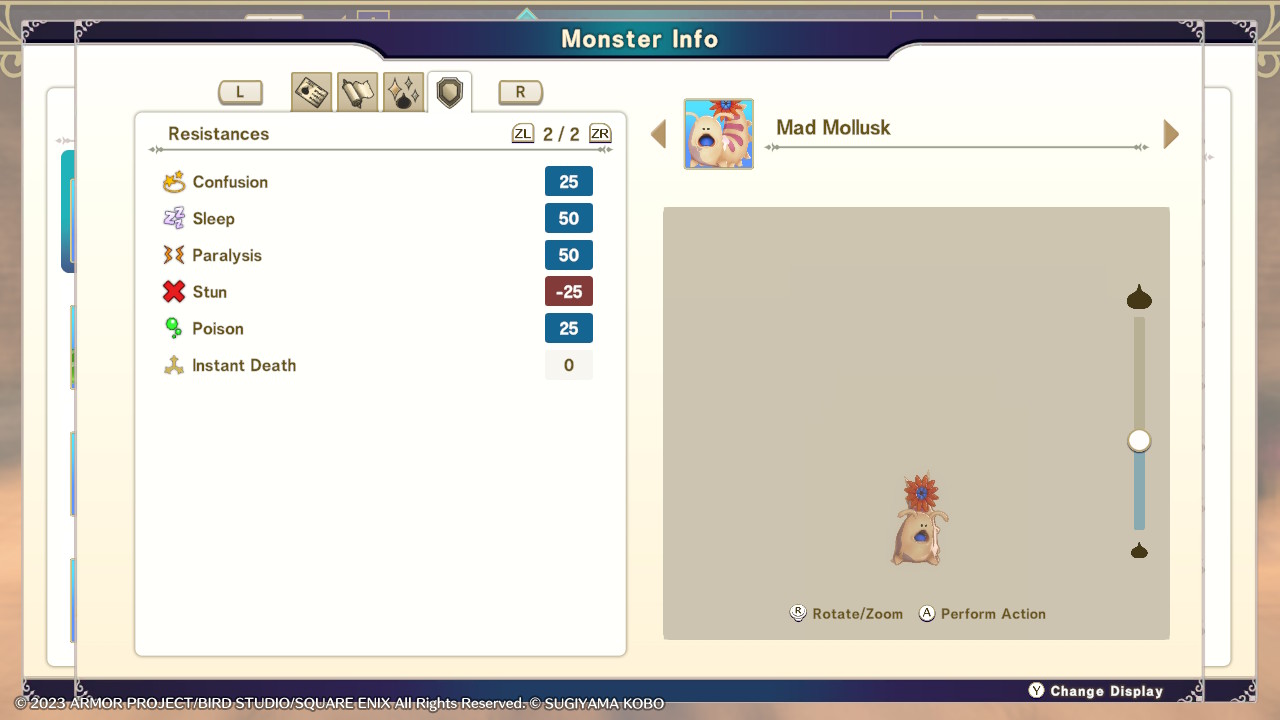 Monster Info
L
R
Resistances
ZL 2 / 2 ZR
Mad Mollusk
Confusion 25
Sleep 50
Paralysis 50
Stun -25
Poison 25
Instant Death 0
R Rotate/Zoom A Perform Action
Y Change Display
© 2023 ARMOR PROJECT/BIRD STUDIO/SQUARE ENIX All Rights Reserved. © SUGIYAMA KOBO